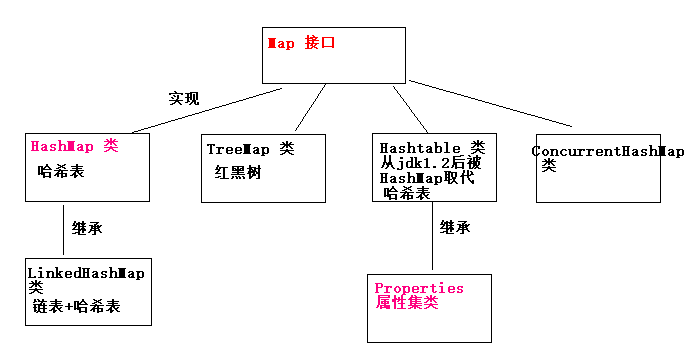 Map 接口
实现
HashMap 类
哈希表
TreeMap 类
红黑树
Hashtable 类
从jdk1.2后被
HashMap取代
哈希表
ConcurrentHashMap
类
继承
继承
LinkedHashMap
类
链表+哈希表
Properties
属性集类